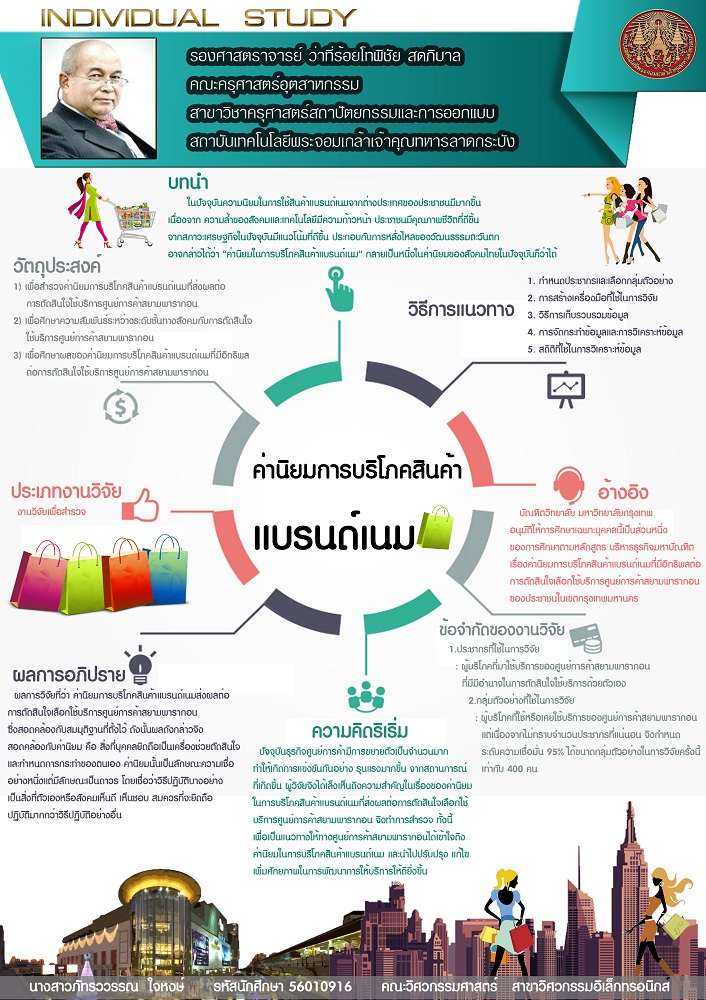 INDIVIDUAL STUDY
รองศาสตราจารย์ ว่าที่ร้อยโทพิชัย สดภิบาล
คณะครุศาสตร์อุตสาหกรรม
สาขาวิชาครุศาสตร์สถาปัตยกรรมและการออกแบบ
สถาบันเทคโนโลยีพระจอมเกล้าเจ้าคุณทหารลาดกระบัง
บทนำ
ในปัจจุบันความนิยมในการใช้สินค้าแบรนด์เนมจากต่างประเทศของประชาชนมีมากขึ้น
เนื่องจาก ความล้ำของสังคมและเทคโนโลยีมีความก้าวหน้า ประชาชนมีคุณภาพชีวิตที่ดีขึ้น
จากสภาวะเศรษฐกิจในปัจจุบันมีแนวโน้มที่ดีขึ้น ประกอบกับการหลั่งไหลของวัฒนธรรมตะวันตก
อาจกล่าวได้ว่า "ค่านิยมในการบริโภคสินค้าแบรนด์เนม" กลายเป็นหนึ่งในค่านิยมของสังคมไทยในปัจจุบันก็ว่าได้
วัตถุประสงค์
1) เพื่อสำรวจค่านิยมการบริโภคสินค้าแบรนด์เนมที่ส่งผลต่อ
การตัดสินใจใช้บริการศูนย์การค้าสยามพารากอน
2) เพื่อศึกษาความสัมพันธ์ระหว่างระดับชั้นทางสังคมกับการตัดสินใจ
ใช้บริการศูนย์การค้าสยามพารากอน
3) เพื่อศึกษาผลของค่านิยมการบริโภคสินค้าแบรนด์เนมที่มีอิทธิพล
ต่อการตัดสินใจใช้บริการศูนย์การค้าสยามพารากอน
วิธีการแนวทาง
1. กำหนดประชากรและเลือกกลุ่มตัวอย่าง
2. การสร้างเครื่องมือที่ใช้ในการวิจัย
3. วิธีการเก็บรวบรวมข้อมูล
4. การจัดกระทำข้อมูลและการวิเคราะห์ข้อมูล
5. สถิติที่ใช้ในการวิเคราะห์ข้อมูล
ค่านิยมการบริโภคสินค้า
แบรนด์เนม
ประเภทงานวิจัย
งานวิจัยเพื่อสำรวจ
อ้างอิง
บัณฑิตวิทยาลัย มหาวิทยาลัยกรุงเทพ
อนุมัติให้การศึกษาเฉพาะบุคคลนี้เป็นส่วนหนึ่ง
ของการศึกษาตามหลักสูตร บริหารธุรกิจมหาบัณฑิต
เรื่องค่านิยมการบริโภคสินค้าแบรนด์เนมที่มีอิทธิพลต่อ
การตัดสินใจเลือกใช้บริการศูนย์การค้าสยามพารากอน
ของประชาชนในเขตกรุงเทพมหานคร
ข้อจำกัดของงานวิจัย
1.ประชากรที่ใช้ในการวิจัย
: ผู้บริโภคที่มาใช้บริการของศูนย์การค้าสยามพารากอน
ที่มีมีอำนาจในการตัดสินใจใช้บริการด้วยตัวเอง
2.กลุ่มตัวอย่างที่ใช้ในการวิจัย
: ผู้บริโภคที่ใช้หรือเคยใช้บริการของศูนย์การค้าสยามพารากอน
แต่เนื่องจากไม่ทราบจำนวนประชากรที่แน่นอน จึงกำหนด
ระดับความเชื่อมั่น 95% ได้ขนาดกลุ่มตัวอย่างในการวิจัยครั้งนี้
เท่ากับ 400 คน
ผลการอภิปราย
ผลการวิจัยที่ว่า ค่านิยมการบริโภคสินค้าแบรนด์เนมส่งผลต่อ
การตัดสินใจเลือกใช้บริการศูนย์การค้าสยามพารากอน
ซึ่งสอดคล้องกับสมมุติฐานที่ตั้งไว้ ดังนั้นผลดังกล่าวจึง
สอดคล้องกับค่านิยม คือ สิ่งที่บุคคลยึดถือเป็นเครื่องช่วยตัดสินใจ
และกำหนดการกระทำของตนเอง ค่านิยมนั้นเป็นลักษณะความเชื่อ
อย่างหนึ่งแต่มีลักษณะเป็นถาวร โดยเชื่อว่าวิธีปฏิบัติบางอย่าง
เป็นสิ่งที่ตัวเองหรือสังคมเห็นดี เห็นชอบ สมควรที่จะยึดถือ
ปฏิบัติมากกว่าวิธีปฏิบัติอย่างอื่น
ความคิดริเริ่ม
ปัจจุบันธุรกิจศูนย์การค้ามีการขยายตัวเป็นจำนวนมาก
ทำให้เกิดการแข่งขันกันอย่าง รุนแรงมากขึ้น จากสถานการณ์
ที่เกิดขึ้น ผู้วิจัยจึงได้เล็งเห็นถึงความสำคัญในเรื่องของค่านิยม
ในการบริโภคสินค้าแบรนด์เนมที่ส่งผลต่อการตัดสินใจเลือกใช้
บริการศูนย์การค้าสยามพารากอน จึงทำการสำรวจ ทั้งนี้
เพื่อเป็นแนวทางให้ทางศูนย์การค้าสยามพารากอนได้เข้าใจถึง
ค่านิยมในการบริโภคสินค้าแบรนด์เนม และนำไปปรับปรุง แก้ไข
เพิ่มศักยภาพในการพัฒนาการให้บริการให้ดียิ่งขึ้น
นางสาวภัทรวรรณ ใจหงษ์ รหัสนักศึกษา 56010916 คณะวิศวกรรมศาสตร์ สาขาวิศวกรรมอิเล็กทรอนิกส์